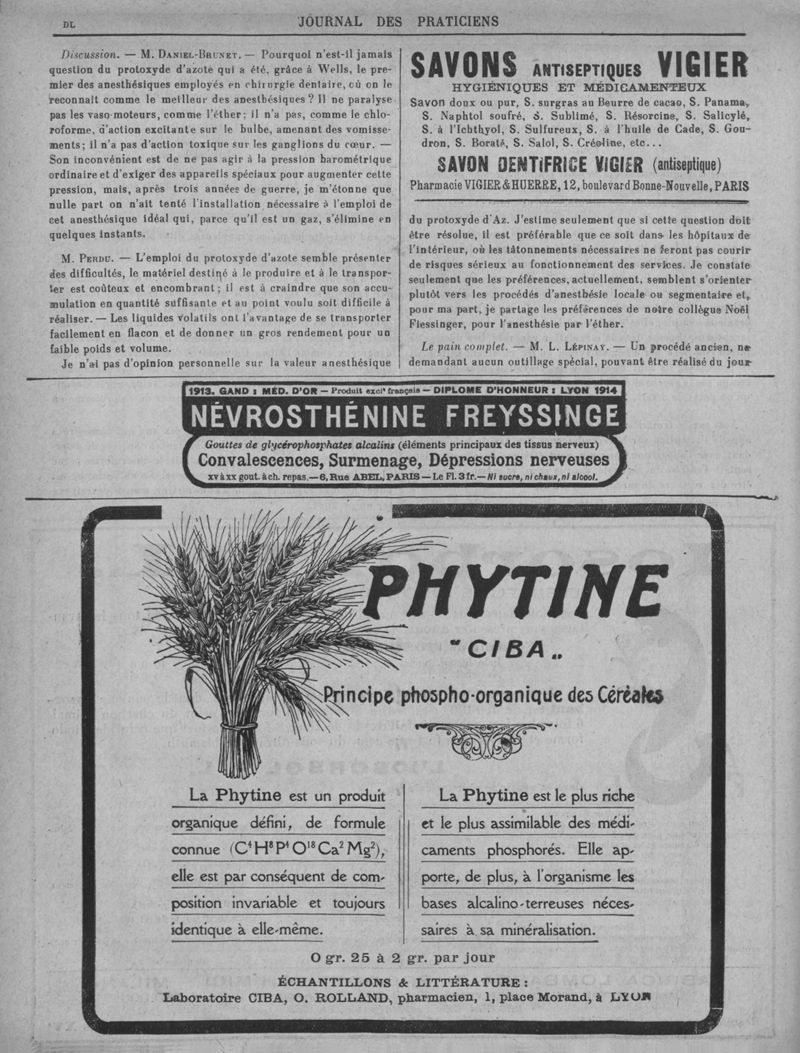 DL
JOURNAL DES PRATICIENS
Discussion. — M. DANIEL-BRUNET. — Pourquoi n'est-il jamais
question du protoxyde d'azote qui a été, grâce à Wells, le pre-
mier des anesthésiques employés en chirurgie dentaire, où on le
reconnait comme le meilleur des anesthésiques ? Il ne paralyse
pas les vaso-moteurs, comme l'éther; il n'a pas, comme le chlo-
roforme, d'action excitante sur le bulbe, amenant des vomisse-
ments; il n'a pas d'action toxique sur les ganglions du cœur. —
Son inconvénient est de ne pas agir à la pression barométrique
ordinaire et d'exiger des appareils spéciaux pour augmenter cette
pression, mais, après trois années de guerre, je m'étonne que
nulle part on n'ait tenté l'installation nécessaire à l'emploi de
cet anesthésique idéal qui, parce qu'il est un gaz, s'élimine en
quelques instants.
M. PERDU. — L'emploi du protoxyde d'azote semble présenter
des difficultés, le matériel destiné à le produire et à le transpor-
ter est coûteux et encombrant; il est à craindre que son accu-
mulation en quantité suffisante et au point voulu soit difficile à
réaliser. — Les liquides volatils ont l'avantage de se transporter
facilement en flacon et de donner un gros rendement pour un
faible poids et volume.
Je n'ai pas d'opinion personnelle sur la valeur anesthésique
SAVONS ANTISEPTIQUES VIGIER
HYGIÉNIQUES ET MÉDICAMENTEUX
Savon doux ou pur, S. surgras au Beurre de cacao, S. Panama,
S. Naphtol soufré, S. Sublimé, S. Résorcine, S. Salicylé,
S. à l'Ichthyol, S. Sulfureux, S. à l'huile de Cade, S. Gou-
dron, S. Boraté, S. Salol, S. Créoline, etc...
SAVON DENTIFRICE VIGIER (antiseptique)
Pharmacie VIGIER & HUERRE, 12, boulevard Bonne-Nouvelle, PARIS
du protoxyde d'Az. J'estime seulement que si cette question doit
être résolue, il est préférable que ce soit dans les hôpitaux de
l'intérieur, où les tâtonnements nécessaires ne feront pas courir
de risques sérieux au fonctionnement des services. Je constate
seulement que les préférences, actuellement, semblent s'orienter
plutôt vers les procédés d'anesthésie locale ou segmentaire et,
pour ma part, je partage les préférences de notre collègue Noël
Fiessinger, pour l'anesthésie par l'éther.
Le pain complet. — M. L. LÉPINAY. — Un procédé ancien, ne
demandant aucun outillage spécial, pouvant être réalisé du jour
1913. GAND : MÉD. D'OR — Produit exclt français — DIPLOME D'HONNEUR : LYON 1914
NÉVROSTHÉNINE FREYSSINGE
Gouttes de glycérophosphates alcalins (éléments principaux des tissus nerveux)
Convalescences, Surmenage, Dépressions nerveuses
XV à XX gout. à ch. repas. — 6, Rue ABEL, PARIS — Le Fl. 3 fr. — Ni sucre, ni chaux, ni alcool.
PHYTINE
"CIBA„
Principe phospho-organique des Céréales
La Phytine est un produit
organique défini, de formule
connue (C⁴H⁸P⁴O¹⁸Ca²Mg²),
elle est par conséquent de com-
position invariable et toujours
identique à elle-même.
La Phytine est le plus riche
et le plus assimilable des médi-
caments phosphorés. Elle ap-
porte, de plus, à l'organisme les
bases alcalino-terreuses néces-
saires à sa minéralisation.
0 gr. 25 à 2 gr. par jour
ÉCHANTILLONS & LITTÉRATURE :
Laboratoire CIBA, O. ROLLAND, pharmacien, 1, place Morand, à LYON